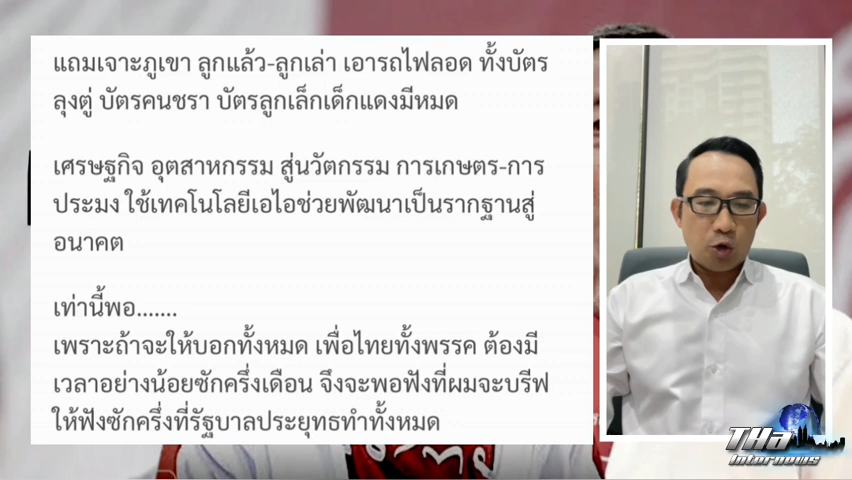 แถมเจาะภูเขา ลูกแล้ว-ลูกเล่า เอารถไฟลอด ทั้งบัตร
ลุงตู่ บัตรคนชรา บัตรลูกเล็กเด็กแดงมีหมด
เศรษฐกิจ อุตสาหกรรม สู่นวัตกรรม การเกษตร-การ
ประมง ใช้เทคโนโลยีเอไอช่วยพัฒนาเป็นรากฐานสู่
อนาคต
เท่านี้พอ.......
เพราะถ้าจะให้บอกทั้งหมด เพื่อไทยทั้งพรรค ต้องมี
เวลาอย่างน้อยซักครึ่งเดือน จึงจะพอฟังที่ผมจะบรีฟ
ให้ฟังซักครึ่งที่รัฐบาลประยุทธทำทั้งหมด
THa
Internews